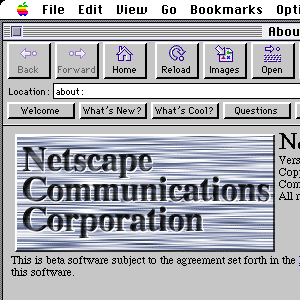 File Edit View Go Bookmarks Opti
Abou
Back Forward Home Reload Images Open
Location: about:
Welcome What's New? What's Cool? Questions
Netscape
Communications
Corporation
Na
Vers
Copy
Com
All r
This is beta software subject to the agreement set forth in the
this software.